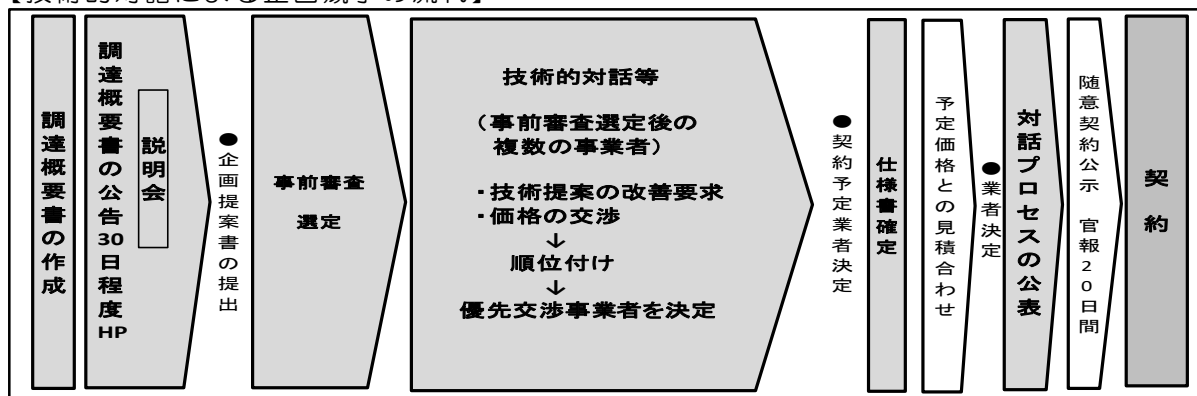 【技術的対話による企画競争の流れ】
調達概要書の作成
調達概要書の公告30日程度HP
説明会
●企画提案書の提出
事前審査
選定
技術的対話等
（事前審査選定後の
複数の事業者）
・技術提案の改善要求
・価格の交渉
↓
順位付け
↓
優先交渉事業者を決定
●契約予定業者決定
仕様書確定
予定価格との見積合わせ
●業者決定
対話プロセスの公表
随意契約公示　官報20日間
契約